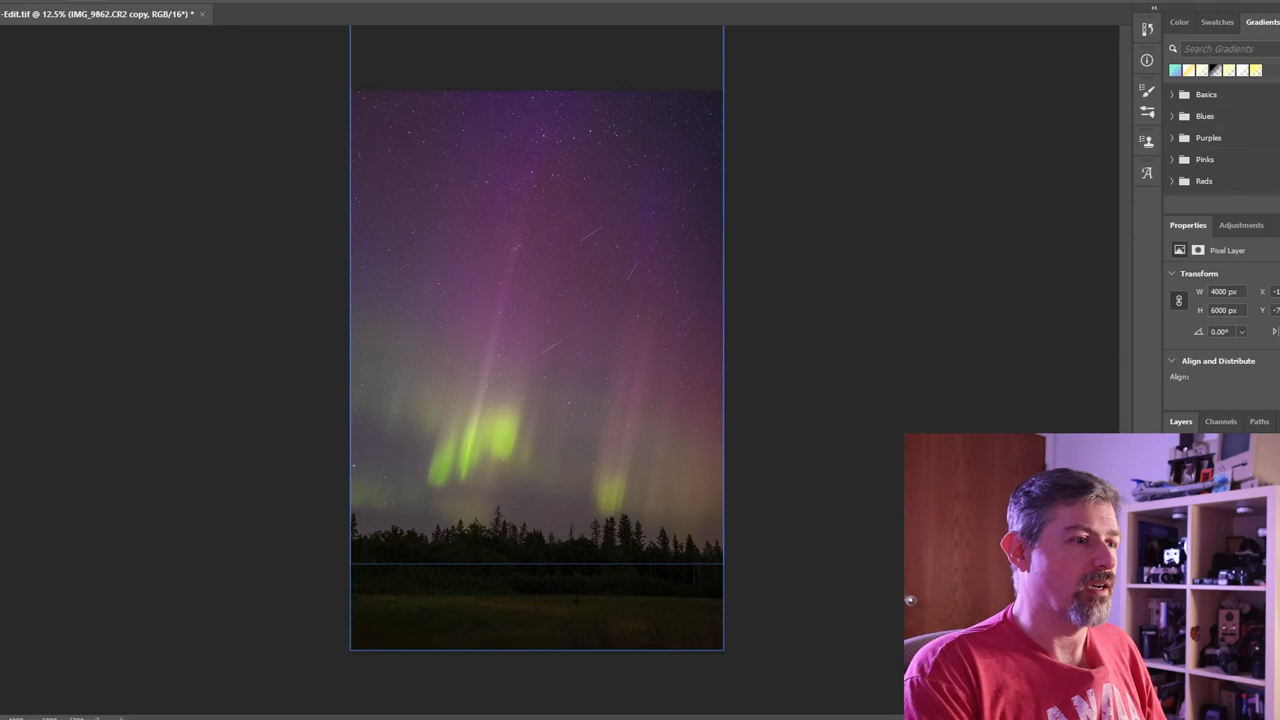 -Edit.tif @ 12.5% (IMG_9862.CR2 copy, RGB/16*) * ×
Color Swatches Gradients
Search Gradients
Basics
Blues
Purples
Pinks
Reds
Properties Adjustments
Pixel Layer
Transform
W 4000 px X
H 6000 px Y
0.00°
Align and Distribute
Align:
Layers Channels Paths